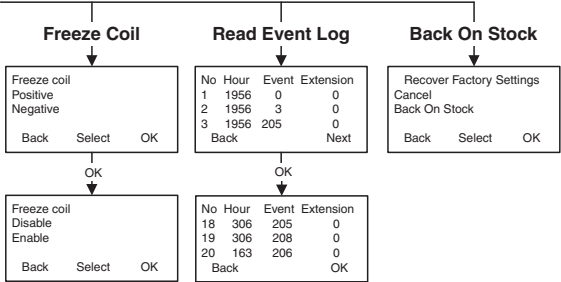 Freeze Coil
Read Event Log
Back On Stock
Freeze coil
Positive
Negative
Back Select OK
No Hour Event Extension
1 1956 0 0
2 1956 3 0
3 1956 205 0
Back Next
Recover Factory Settings
Cancel
Back On Stock
Back Select OK
OK
OK
Freeze coil
Disable
Enable
Back Select OK
No Hour Event Extension
18 306 205 0
19 306 208 0
20 163 206 0
Back OK